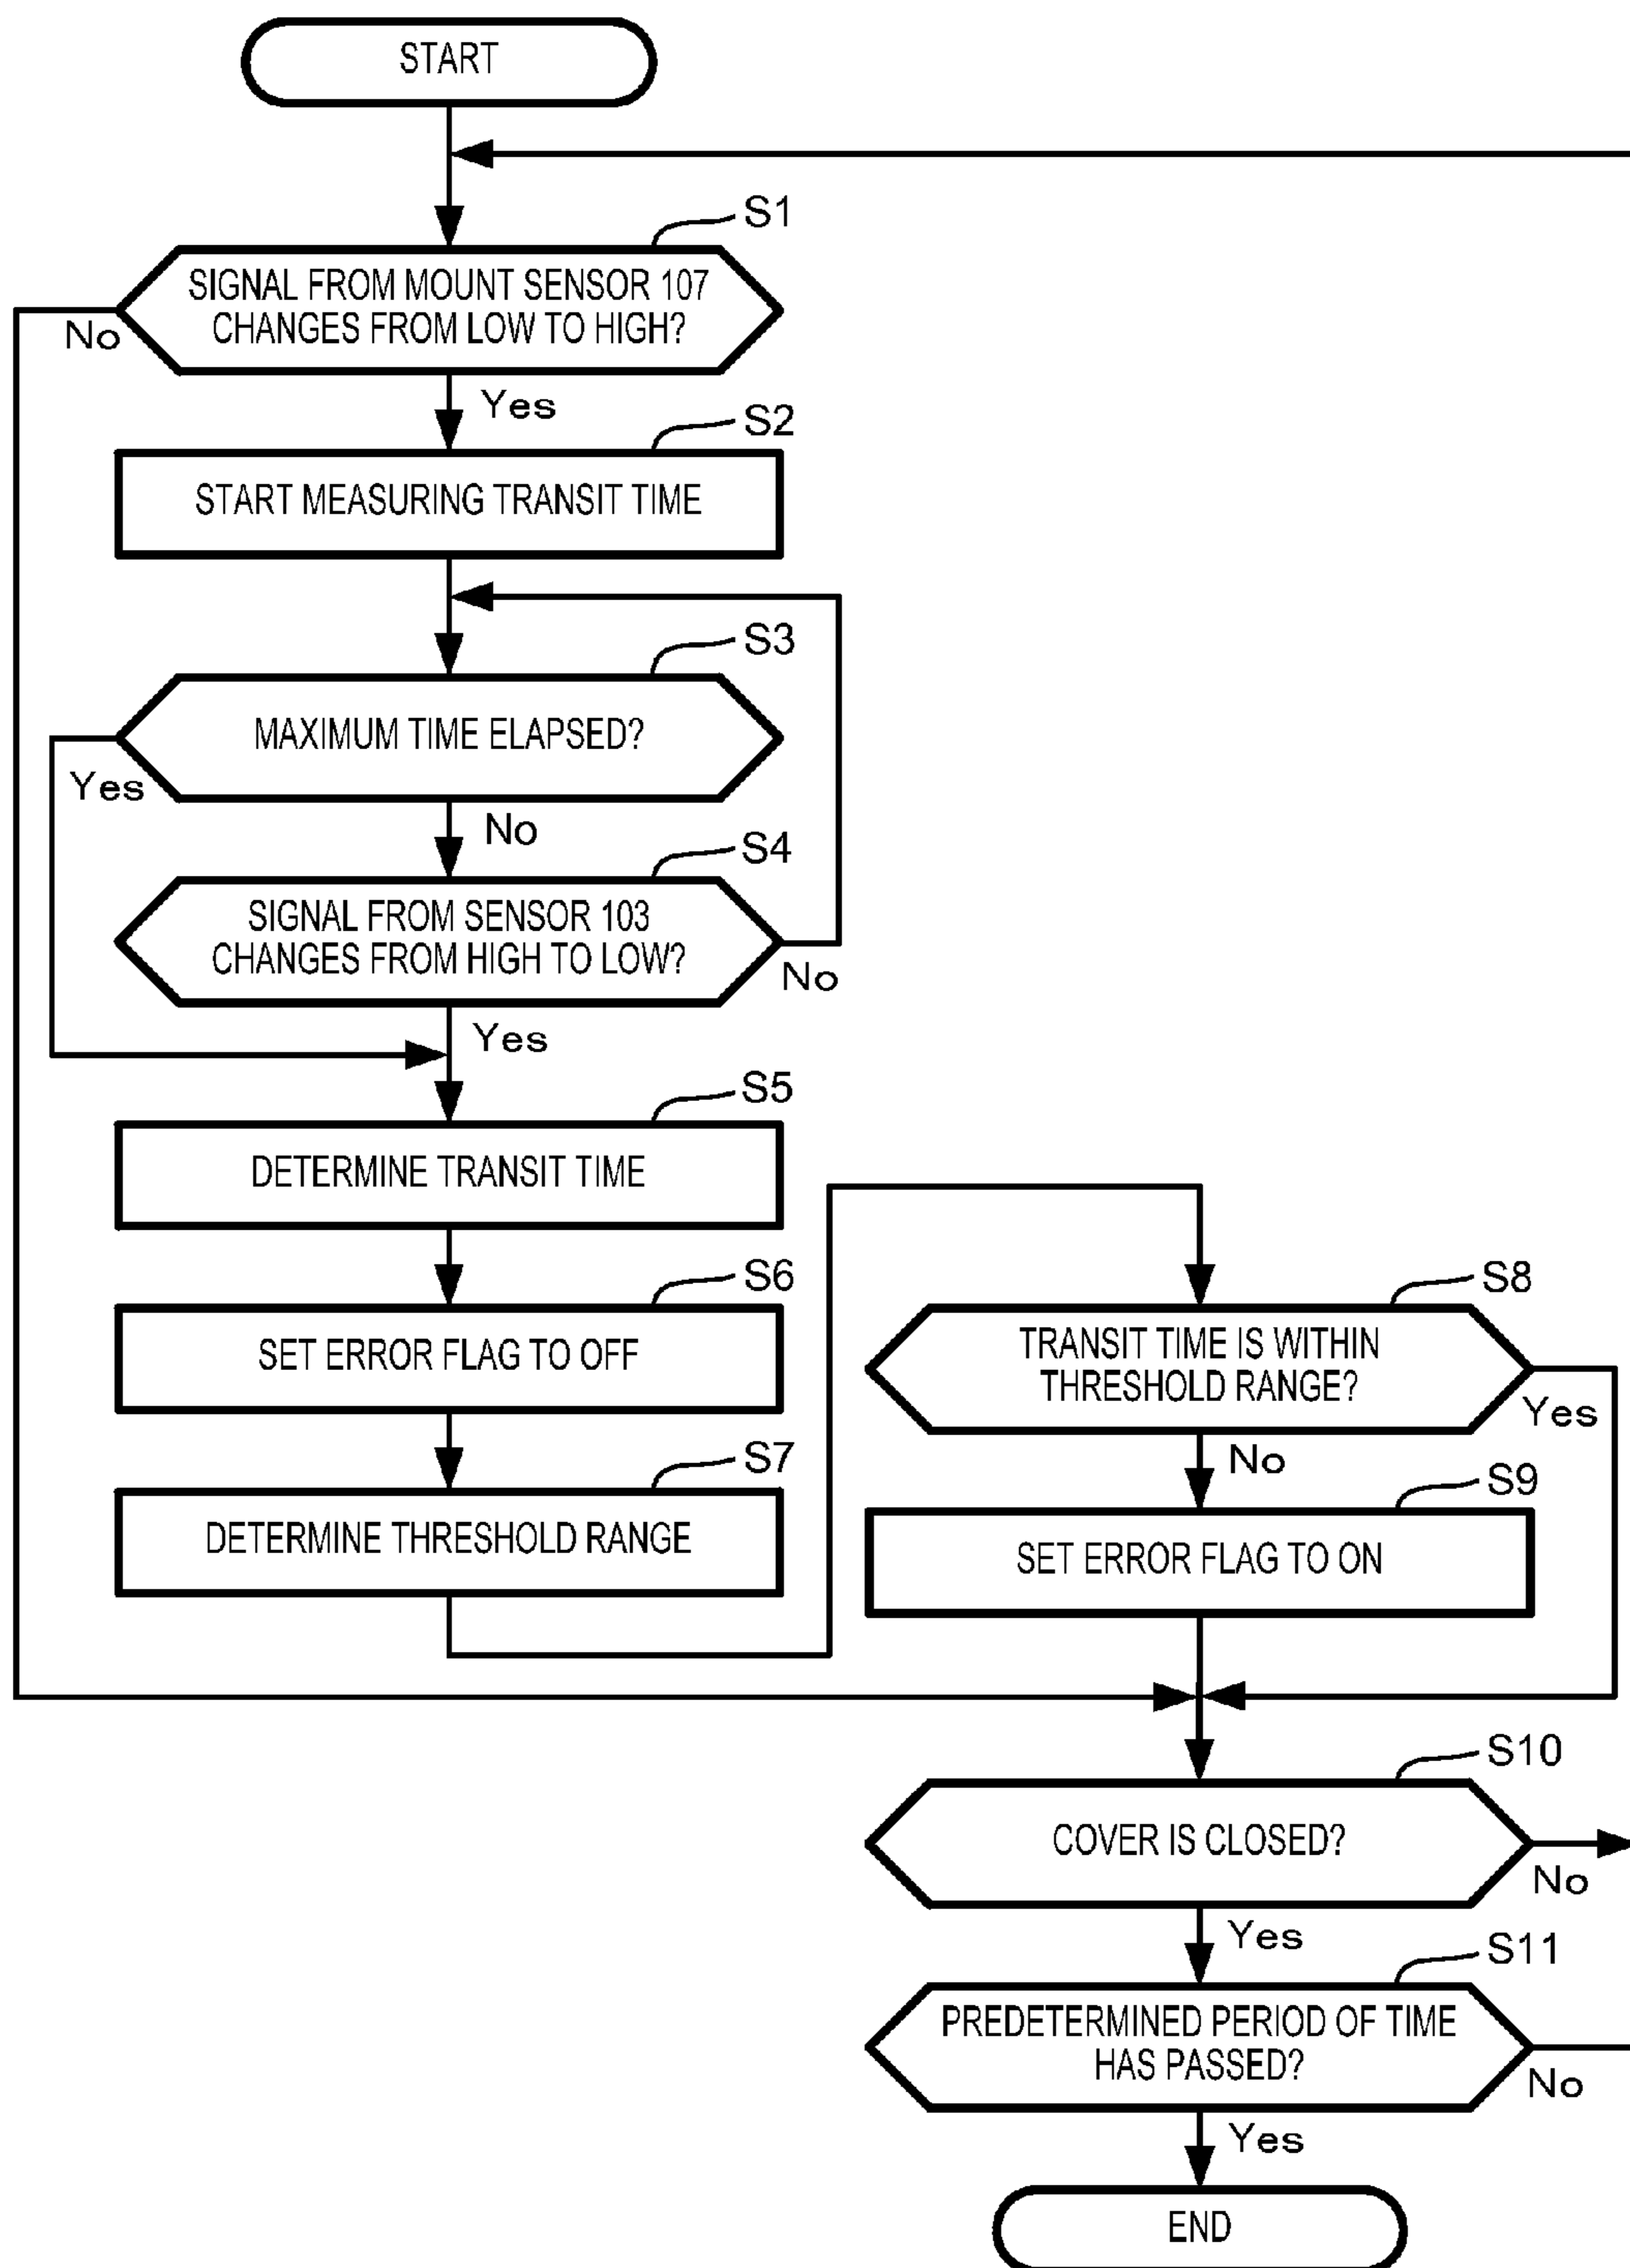 START
S1
SIGNAL FROM MOUNT SENSOR 107
CHANGES FROM LOW TO HIGH?
No
Yes
S2
START MEASURING TRANSIT TIME
S3
MAXIMUM TIME ELAPSED?
Yes
No
S4
SIGNAL FROM SENSOR 103
CHANGES FROM HIGH TO LOW?
No
Yes
S5
DETERMINE TRANSIT TIME
S6
SET ERROR FLAG TO OFF
S7
DETERMINE THRESHOLD RANGE
S8
TRANSIT TIME IS WITHIN
THRESHOLD RANGE?
Yes
No
S9
SET ERROR FLAG TO ON
S10
COVER IS CLOSED?
No
Yes
S11
PREDETERMINED PERIOD OF TIME
HAS PASSED?
No
Yes
END